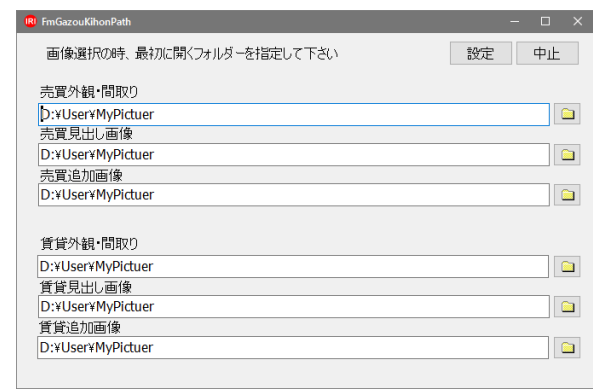 IRI FmGazouKihonPath
画像選択の時、最初に開くフォルダーを指定して下さい 設定 中止
売買外観・間取り
D:¥User¥MyPictuer
売買見出し画像
D:¥User¥MyPictuer
売買追加画像
D:¥User¥MyPictuer
賃貸外観・間取り
D:¥User¥MyPictuer
賃貸見出し画像
D:¥User¥MyPictuer
賃貸追加画像
D:¥User¥MyPictuer